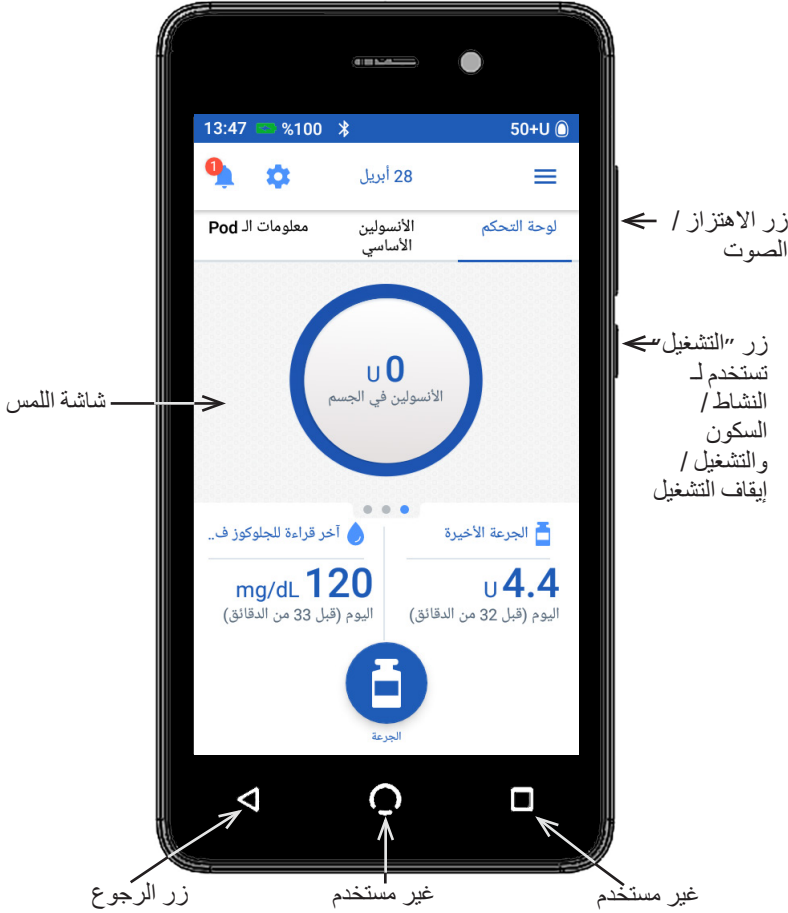 13:47 %100 50+U
1 28 أبريل
لوحة التحكم
الأنسولين
الأساسي
معلومات الـ Pod
U 0
الأنسولين في الجسم
الجرعة الأخيرة
آخر قراءة للجلوكوز ف..
U 4.4
mg/dL 120
اليوم (قبل 32 من الدقائق)
اليوم (قبل 33 من الدقائق)
الجرعة
زر الاهتزاز /
الصوت
زر "التشغيل"
تستخدم لـ
النشاط /
السكون
والتشغيل /
إيقاف التشغيل
شاشة اللمس
غير مستخدم
غير مستخدم
زر الرجوع